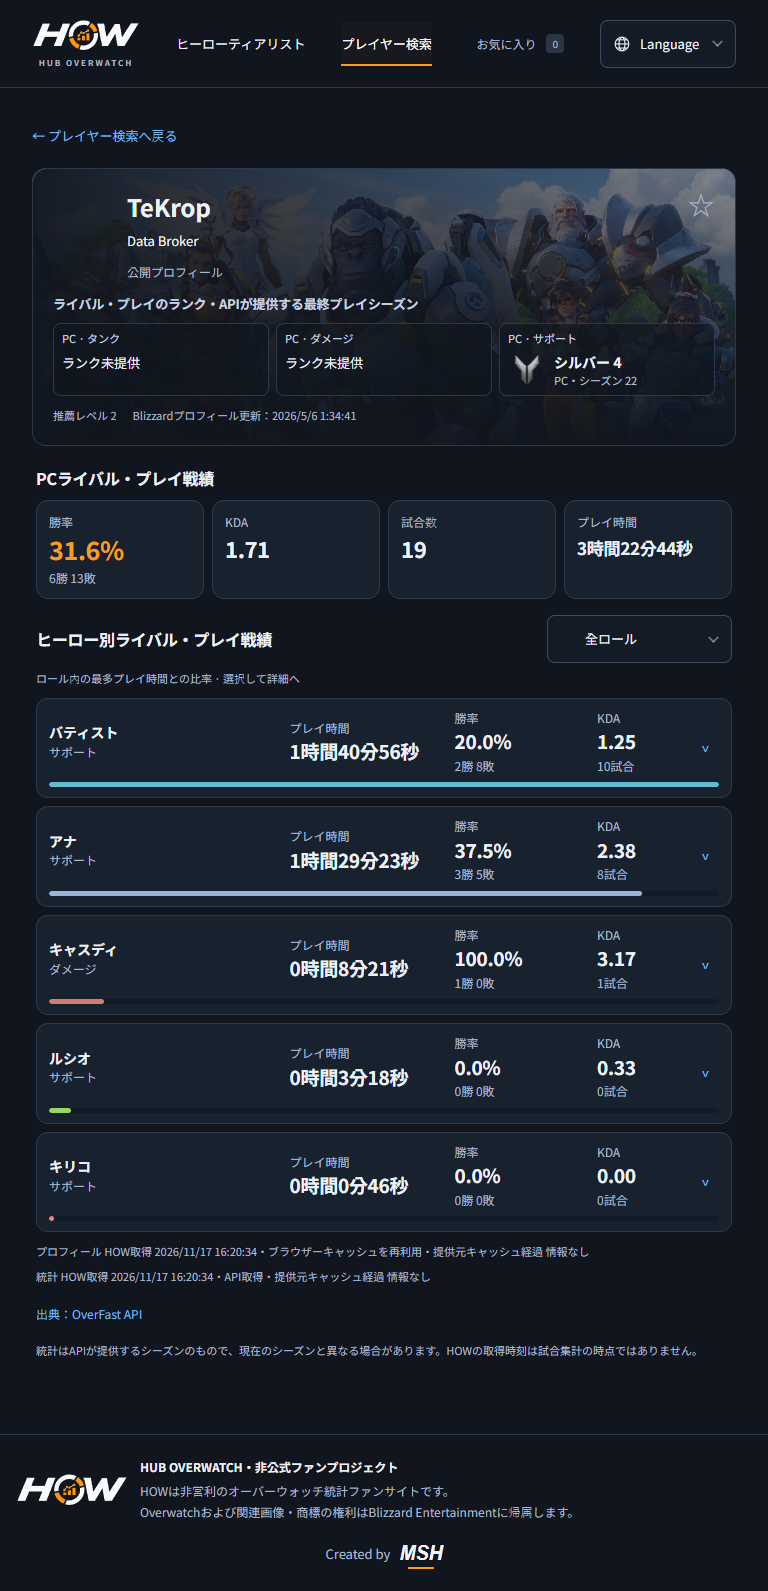 HOW
HUB OVERWATCH
ヒーローティアリスト
プレイヤー検索
お気に入り 0
Language
← プレイヤー検索へ戻る
TeKrop
Data Broker
公開プロフィール
ライバル・プレイのランク・APIが提供する最終プレイシーズン
PC・タンク
ランク未提供
PC・ダメージ
ランク未提供
PC・サポート
シルバー 4
PC・シーズン 22
推薦レベル 2 Blizzardプロフィール更新：2026/5/6 1:34:41
PCライバル・プレイ戦績
勝率
31.6%
6勝 13敗
KDA
1.71
試合数
19
プレイ時間
3時間22分44秒
ヒーロー別ライバル・プレイ戦績
全ロール
ロール内の最多プレイ時間との比率・選択して詳細へ
バティスト
サポート
プレイ時間
1時間40分56秒
勝率
20.0%
2勝 8敗
KDA
1.25
10試合
v
アナ
サポート
プレイ時間
1時間29分23秒
勝率
37.5%
3勝 5敗
KDA
2.38
8試合
v
キャスディ
ダメージ
プレイ時間
0時間8分21秒
勝率
100.0%
1勝 0敗
KDA
3.17
1試合
v
ルシオ
サポート
プレイ時間
0時間3分18秒
勝率
0.0%
0勝 0敗
KDA
0.33
0試合
v
キリコ
サポート
プレイ時間
0時間0分46秒
勝率
0.0%
0勝 0敗
KDA
0.00
0試合
v
プロフィール HOW取得 2026/11/17 16:20:34・ブラウザーキャッシュを再利用・提供元キャッシュ経過 情報なし
統計 HOW取得 2026/11/17 16:20:34・API取得・提供元キャッシュ経過 情報なし
出典：OverFast API
統計はAPIが提供するシーズンのもので、現在のシーズンと異なる場合があります。HOWの取得時刻は試合集計の時点ではありません。
HOW
HUB OVERWATCH・非公式ファンプロジェクト
HOWは非営利のオーバーウォッチ統計ファンサイトです。
Overwatchおよび関連画像・商標の権利はBlizzard Entertainmentに帰属します。
Created by MSH